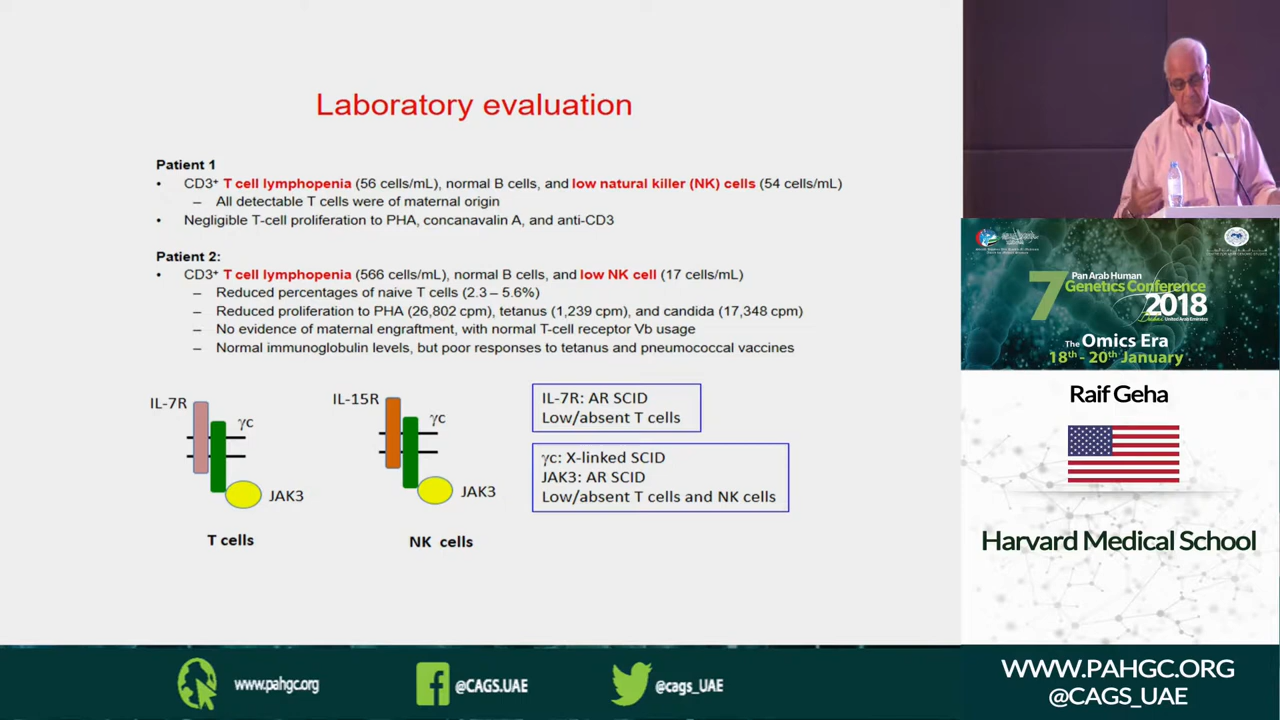 Laboratory evaluation
Patient 1
• CD3+ T cell lymphopenia (56 cells/mL), normal B cells, and low natural killer (NK) cells (54 cells/mL)
– All detectable T cells were of maternal origin
• Negligible T-cell proliferation to PHA, concanavalin A, and anti-CD3
Patient 2:
• CD3+ T cell lymphopenia (566 cells/mL), normal B cells, and low NK cell (17 cells/mL)
– Reduced percentages of naive T cells (2.3 – 5.6%)
– Reduced proliferation to PHA (26,802 cpm), tetanus (1,239 cpm), and candida (17,348 cpm)
– No evidence of maternal engraftment, with normal T-cell receptor Vb usage
– Normal immunoglobulin levels, but poor responses to tetanus and pneumococcal vaccines
IL-7R
γc
JAK3
T cells
IL-15R
γc
JAK3
NK cells
IL-7R: AR SCID
Low/absent T cells
γc: X-linked SCID
JAK3: AR SCID
Low/absent T cells and NK cells
7 Pan Arab Human
Genetics Conference
2018
Dubai United Arab Emirates
The Omics Era
18th - 20th January
Raif Geha
Harvard Medical School
www.pahgc.org
@CAGS.UAE
@cags_UAE
WWW.PAHGC.ORG
@CAGS_UAE